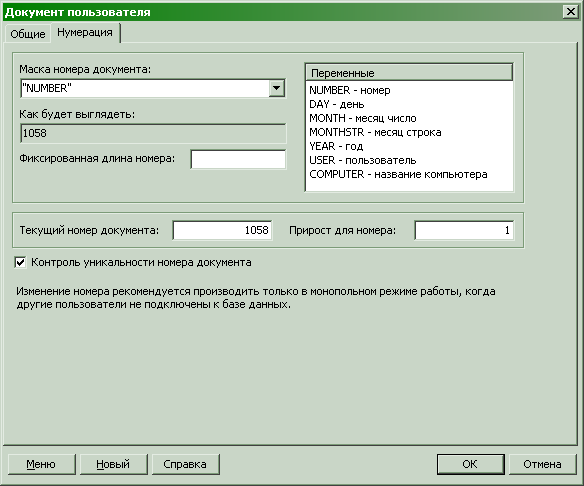 Документ пользователя
Общие
Нумерация
Маска номера документа:
"NUMBER"
Как будет выглядеть:
1058
Фиксированная длина номера:
Переменные
NUMBER - номер
DAY - день
MONTH - месяц число
MONTHSTR - месяц строка
YEAR - год
USER - пользователь
COMPUTER - название компьютера
Текущий номер документа: 1058 Прирост для номера: 1
Контроль уникальности номера документа
Изменение номера рекомендуется производить только в монопольном режиме работы, когда
другие пользователи не подключены к базе данных.
Меню Новый Справка OK Отмена